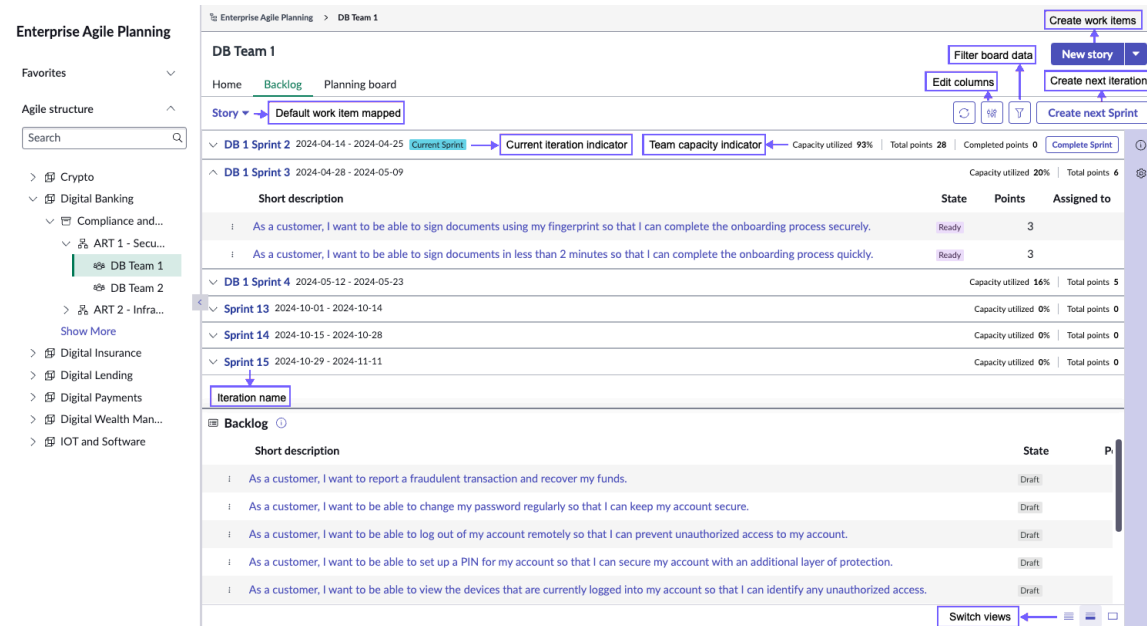 Enterprise Agile Planning > DB Team 1
Create work items
Enterprise Agile Planning
DB Team 1
Filter board data
New story
Favorites
Home Backlog Planning board
Edit columns
Create next iteration
Agile structure
Story Default work item mapped
Create next Sprint
Search
DB 1 Sprint 2 2024-04-14 - 2024-04-25 Current Sprint Current iteration indicator Team capacity indicator Capacity utilized 93% Total points 28 Completed points 0 Complete Sprint
DB 1 Sprint 3 2024-04-28 - 2024-05-09 Capacity utilized 20% Total points 6
Short description State Points Assigned to
As a customer, I want to be able to sign documents using my fingerprint so that I can complete the onboarding process securely. Ready 3
As a customer, I want to be able to sign documents in less than 2 minutes so that I can complete the onboarding process quickly. Ready 3
DB 1 Sprint 4 2024-05-12 - 2024-05-23 Capacity utilized 16% Total points 5
Sprint 13 2024-10-01 - 2024-10-14 Capacity utilized 0% Total points 0
Sprint 14 2024-10-15 - 2024-10-28 Capacity utilized 0% Total points 0
Sprint 15 2024-10-29 - 2024-11-11 Capacity utilized 0% Total points 0
Iteration name
Crypto
Digital Banking
Compliance and...
ART 1 - Secu...
DB Team 1
DB Team 2
ART 2 - Infra...
Show More
Digital Insurance
Digital Lending
Digital Payments
Digital Wealth Man...
IOT and Software
Backlog
Short description State
As a customer, I want to report a fraudulent transaction and recover my funds. Draft
As a customer, I want to be able to change my password regularly so that I can keep my account secure. Draft
As a customer, I want to be able to log out of my account remotely so that I can prevent unauthorized access to my account. Draft
As a customer, I want to be able to set up a PIN for my account so that I can secure my account with an additional layer of protection. Draft
As a customer, I want to be able to view the devices that are currently logged into my account so that I can identify any unauthorized access. Draft
Switch views